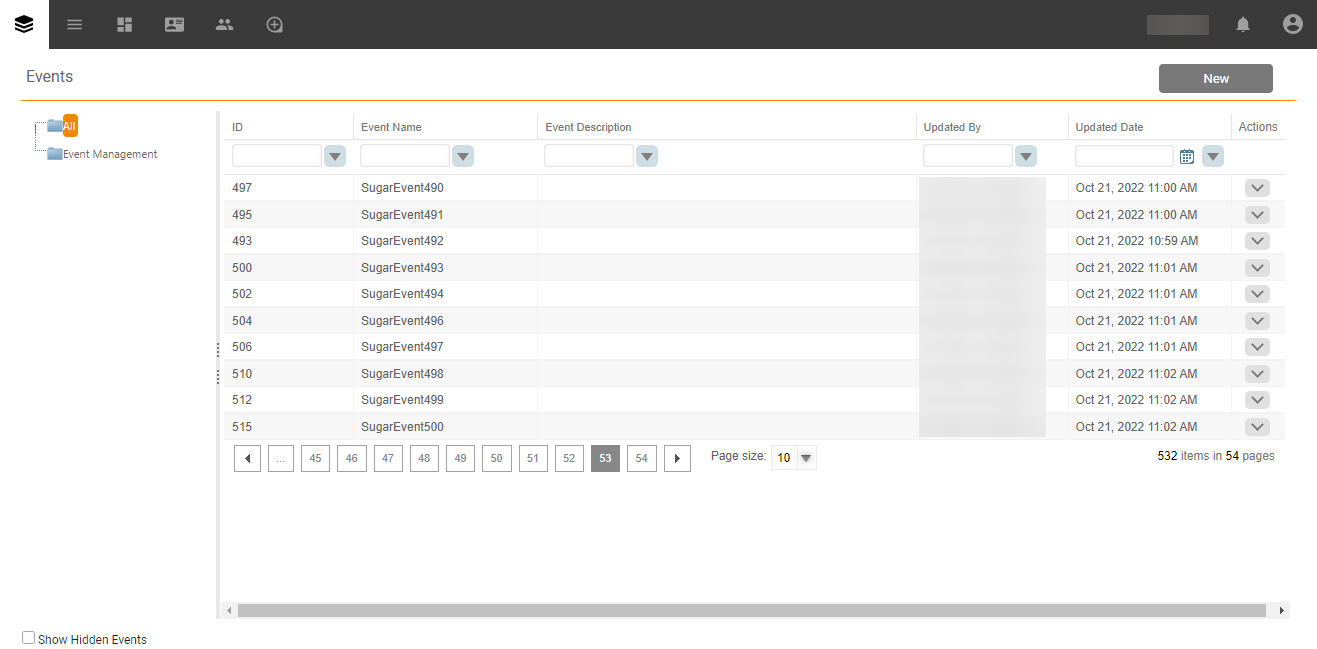 Events
New
All
Event Management
ID Event Name Event Description Updated By Updated Date Actions
497 SugarEvent490 Oct 21, 2022 11:00 AM
495 SugarEvent491 Oct 21, 2022 11:00 AM
493 SugarEvent492 Oct 21, 2022 10:59 AM
500 SugarEvent493 Oct 21, 2022 11:01 AM
502 SugarEvent494 Oct 21, 2022 11:01 AM
504 SugarEvent496 Oct 21, 2022 11:01 AM
506 SugarEvent497 Oct 21, 2022 11:01 AM
510 SugarEvent498 Oct 21, 2022 11:02 AM
512 SugarEvent499 Oct 21, 2022 11:02 AM
515 SugarEvent500 Oct 21, 2022 11:02 AM
... 45 46 47 48 49 50 51 52 53 54 Page size: 10 532 items in 54 pages
Show Hidden Events